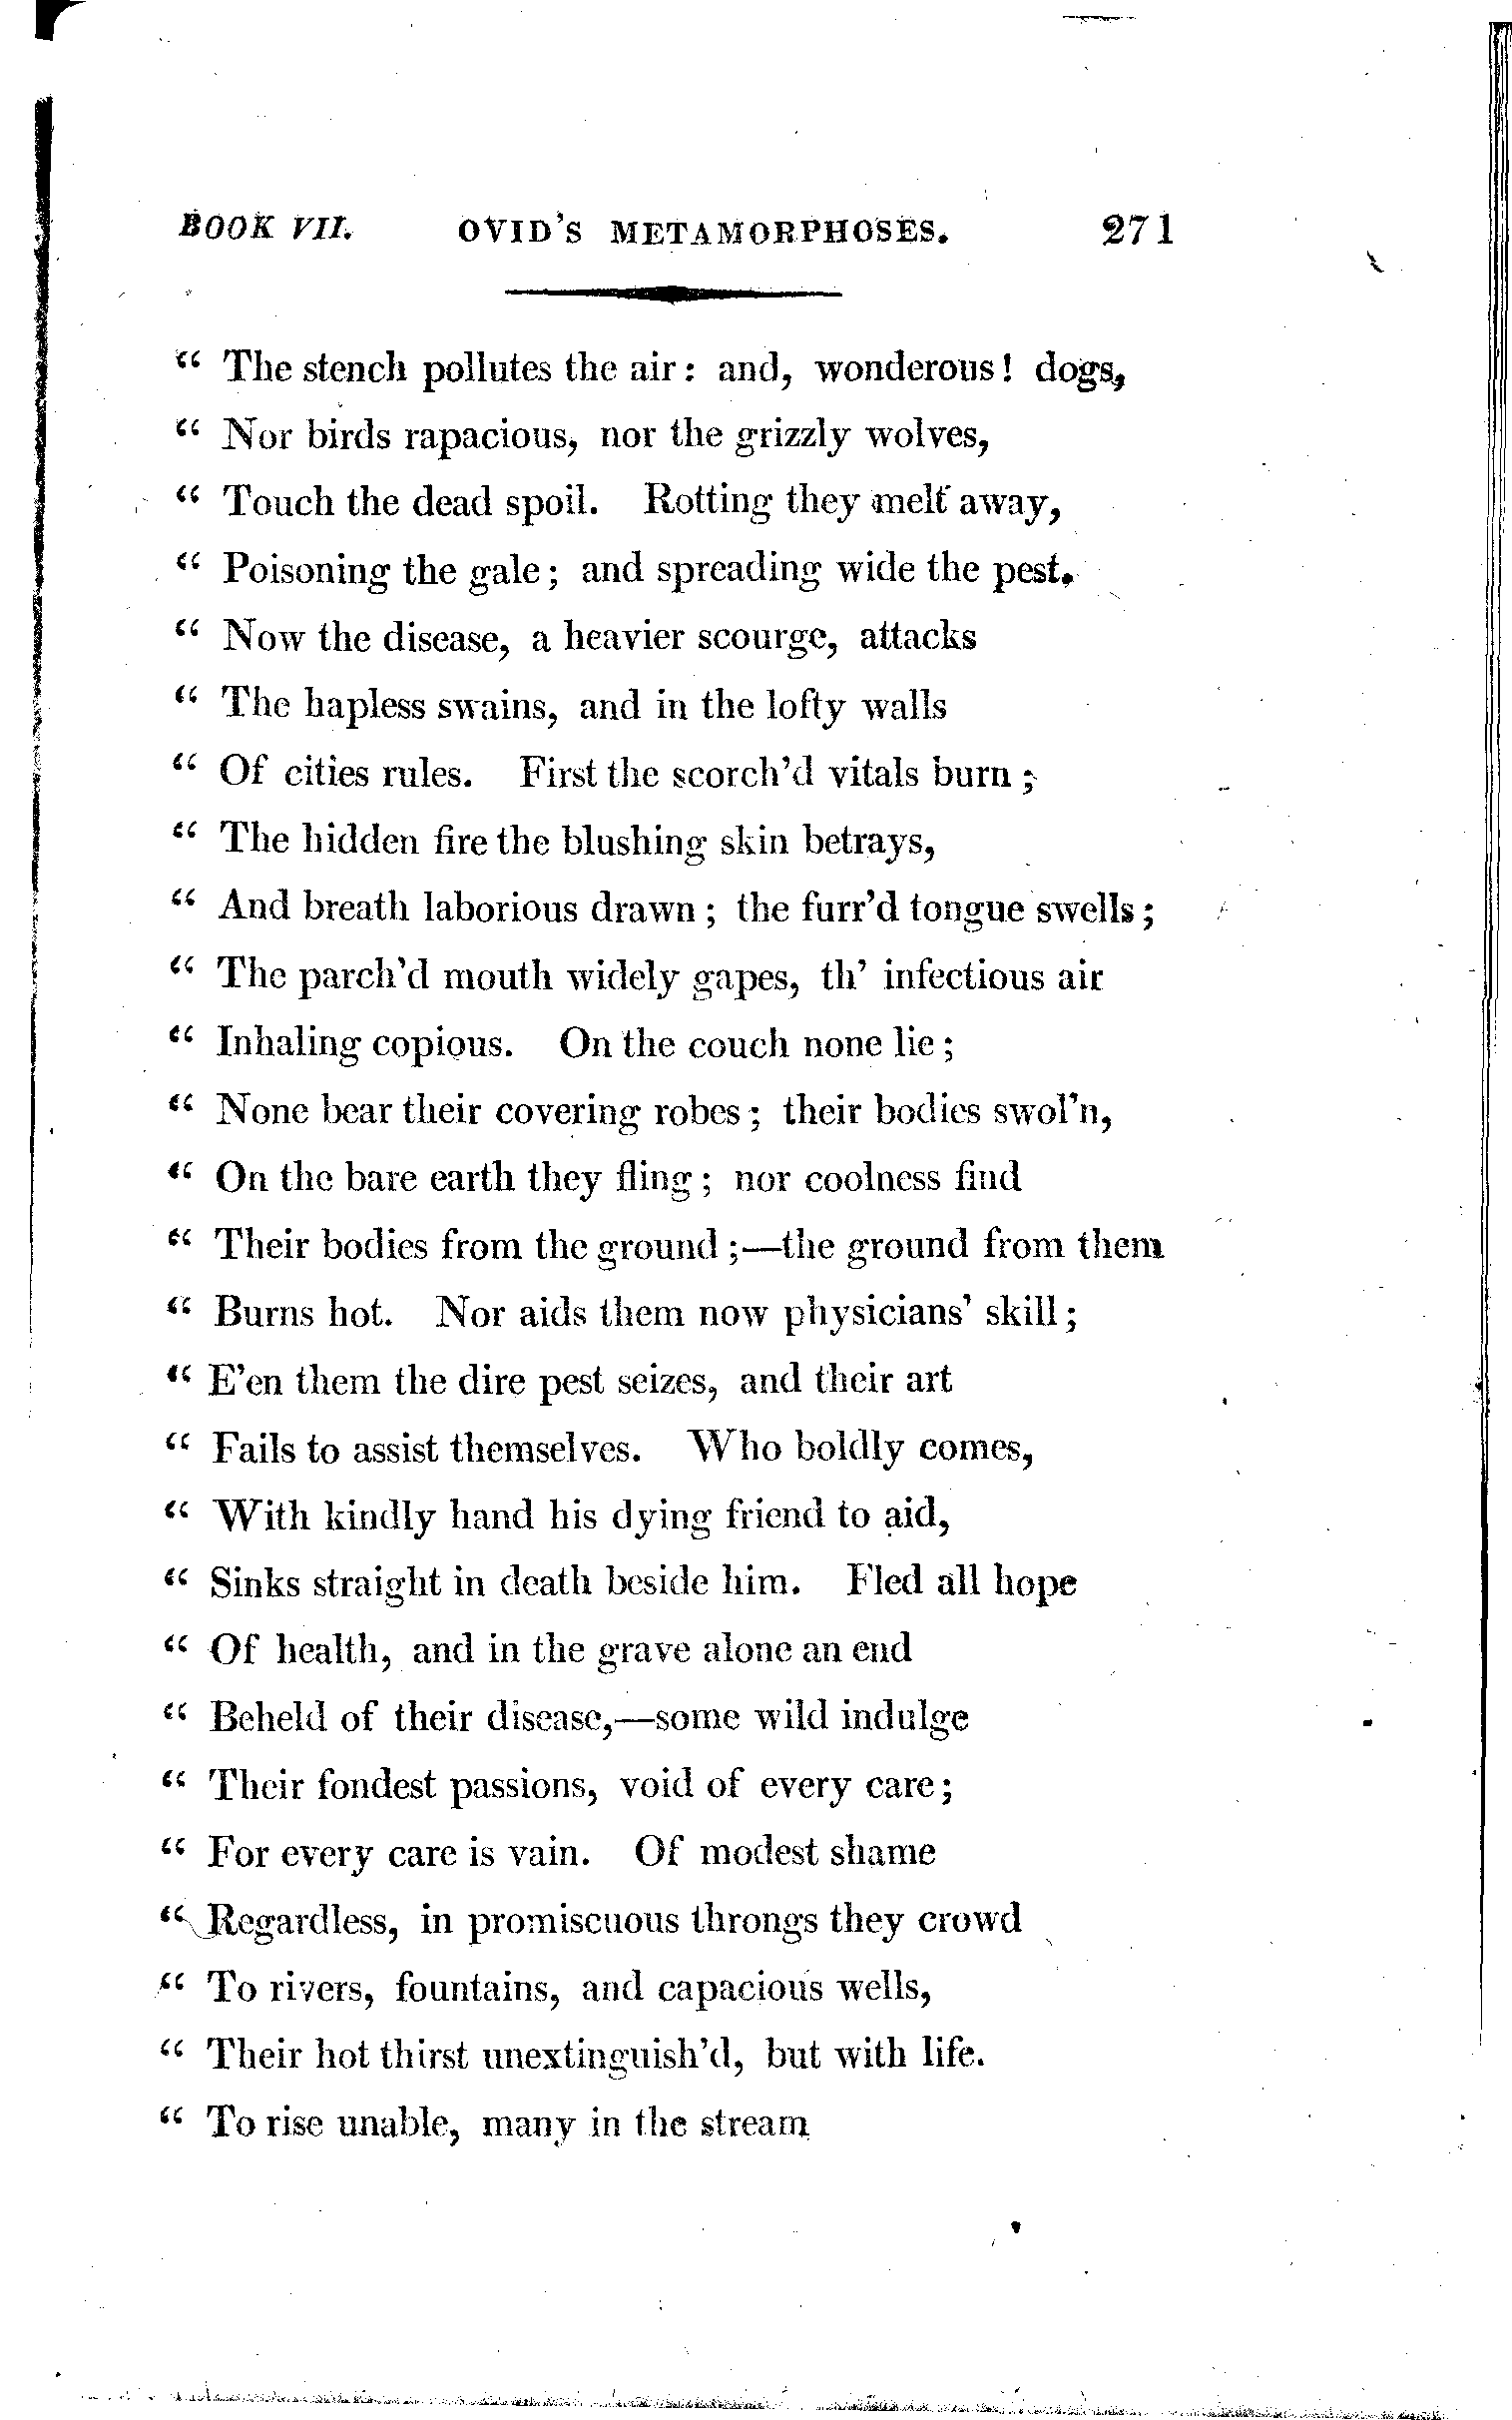 BOOK VII. OVID'S METAMORPHOSES. 271
“ The stench pollutes the air: and, wonderous! dogs,
“ Nor birds rapacious, nor the grizzly wolves,
“ Touch the dead spoil. Rotting they melt away,
“ Poisoning the gale; and spreading wide the pest.
“ Now the disease, a heavier scourge, attacks
“ The hapless swains, and in the lofty walls
“ Of cities rules. First the scorch'd vitals burn;
“ The hidden fire the blushing skin betrays,
“ And breath laborious drawn; the furr'd tongue swells;
“ The parch'd mouth widely gapes, th' infectious air
“ Inhaling copious. On the couch none lie;
“ None bear their covering robes; their bodies swol'n,
“ On the bare earth they fling; nor coolness find
“ Their bodies from the ground;—the ground from them
“ Burns hot. Nor aids them now physicians' skill;
“ E'en them the dire pest seizes, and their art
“ Fails to assist themselves. Who boldly comes,
“ With kindly hand his dying friend to aid,
“ Sinks straight in death beside him. Fled all hope
“ Of health, and in the grave alone an end
“ Beheld of their disease,—some wild indulge
“ Their fondest passions, void of every care;
“ For every care is vain. Of modest shame
“ Regardless, in promiscuous throngs they crowd
“ To rivers, fountains, and capacious wells,
“ Their hot thirst unextinguish'd, but with life.
“ To rise unable, many in the stream